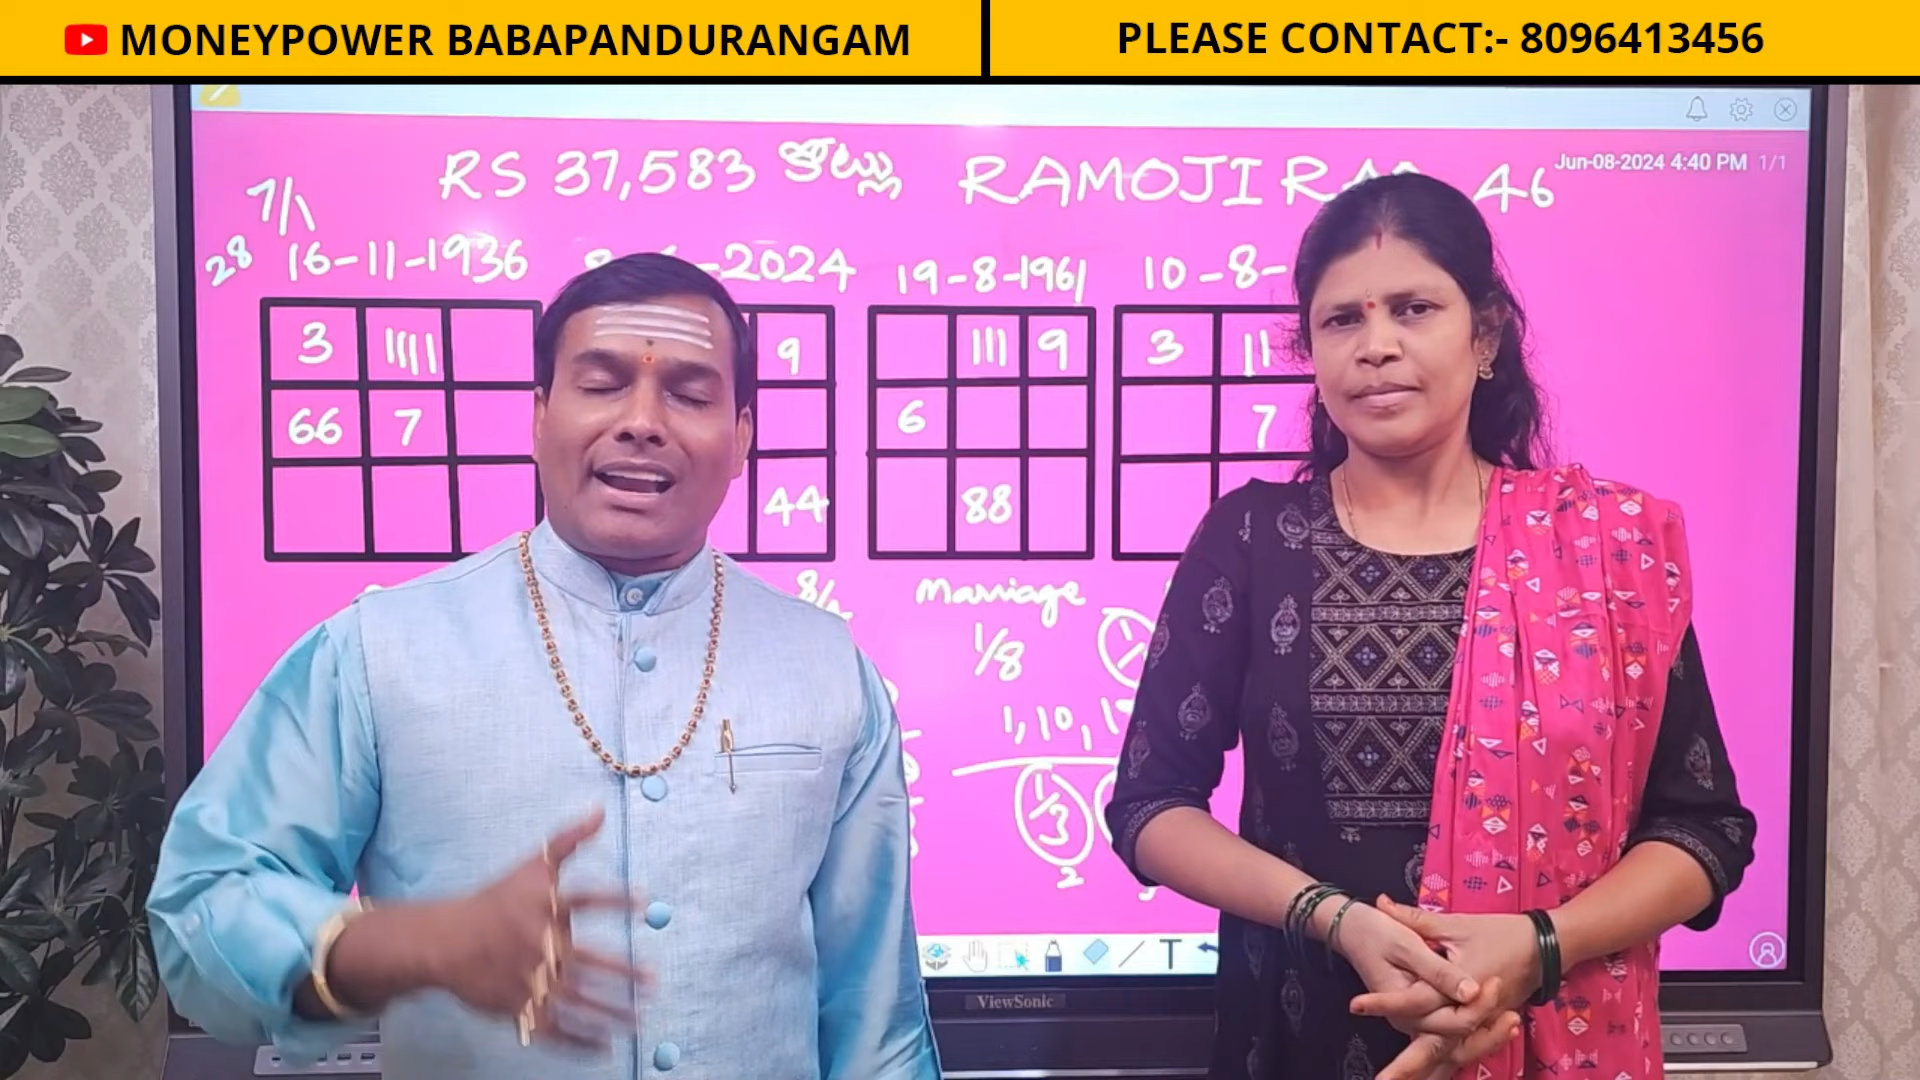 MONEYPOWER BABAPANDURANGAM
PLEASE CONTACT:- 8096413456
Jun-08-2024 4:40 PM 1/1
RS 37,583 కోట్లు RAMOJI 46
7/1
28 16-11-1936 -2024 19-8-1961 10-8-
3 1111 9 111 9 3 11
66 7 6 7
44 88
Marriage
1/8
1, 10,
1/3
2
T
ViewSonic